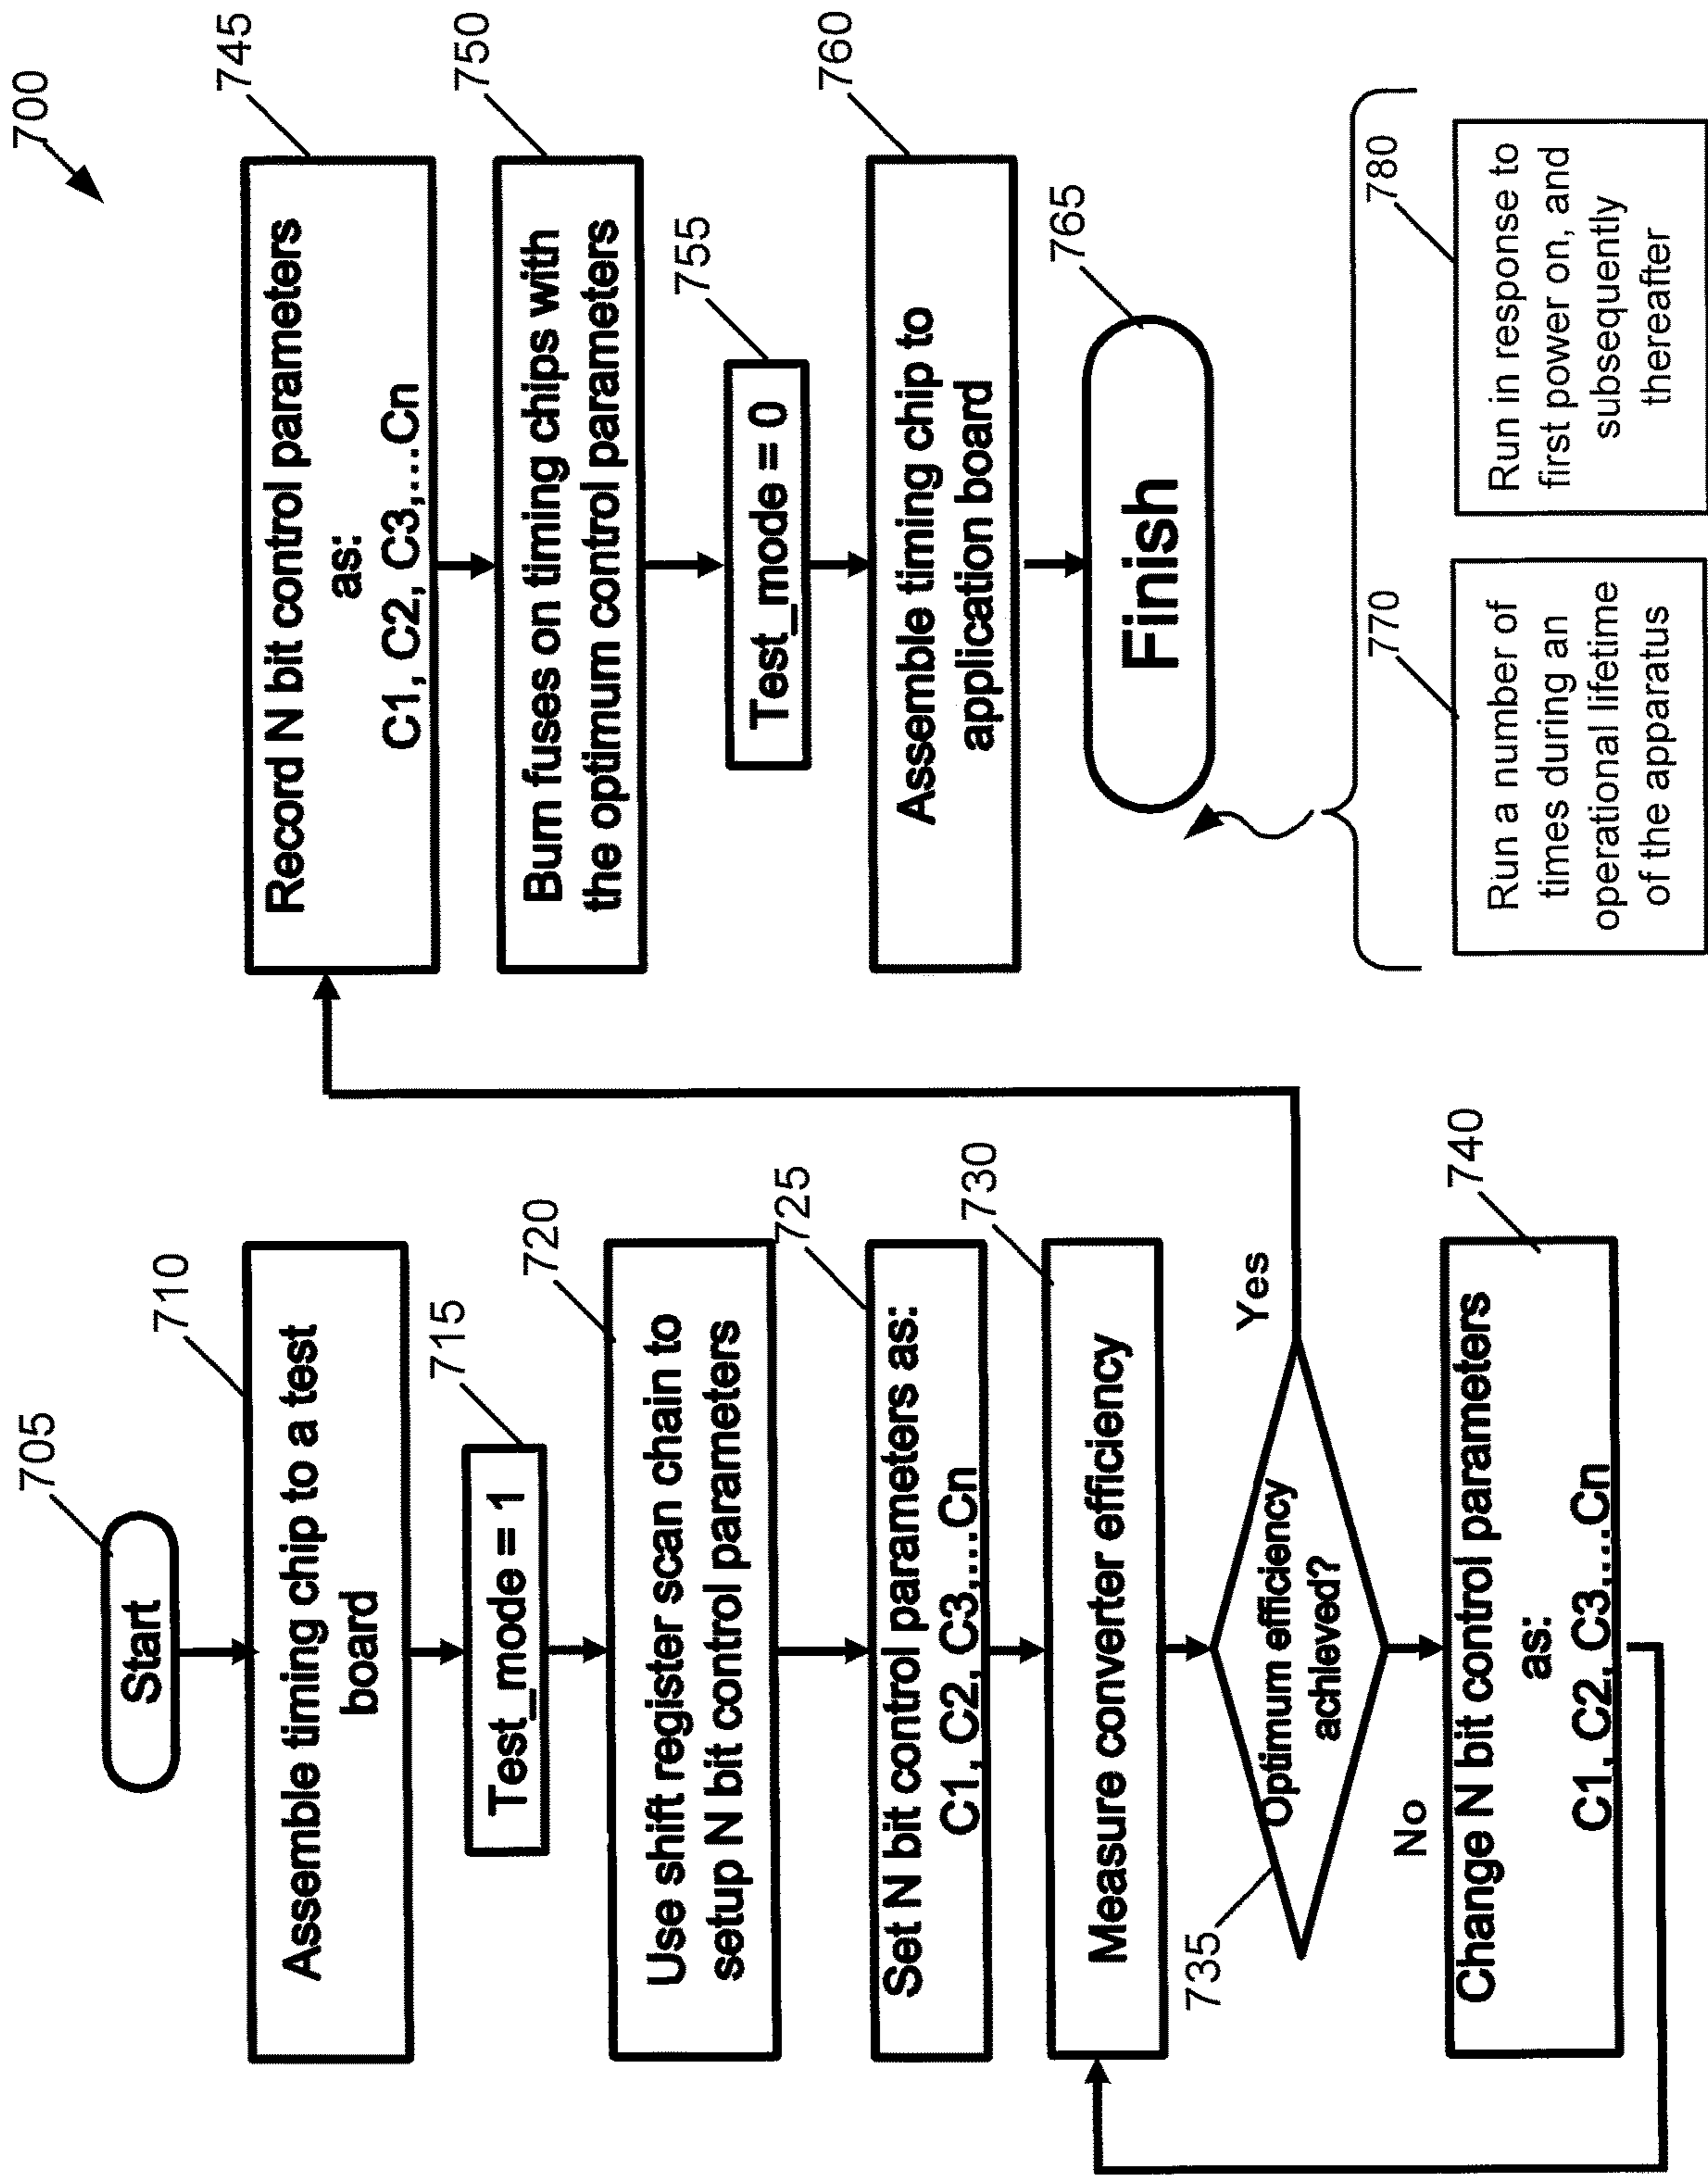 700
Start
705
Assemble timing chip to a test
board
710
Test_mode = 1
715
Use shift register scan chain to
setup N bit control parameters
720
Set N bit control parameters as:
C1, C2, C3,...Cn
725
Measure converter efficiency
730
Optimum efficiency
achieved?
735
Yes
No
Change N bit control parameters
as:
C1, C2, C3,...Cn
740
Record N bit control parameters
as:
C1, C2, C3,...Cn
745
Burn fuses on timing chips with
the optimum control parameters
750
Test_mode = 0
755
Assemble timing chip to
application board
760
Finish
765
770
Run a number of
times during an
operational lifetime
of the apparatus
780
Run in response to
first power on, and
subsequently
thereafter